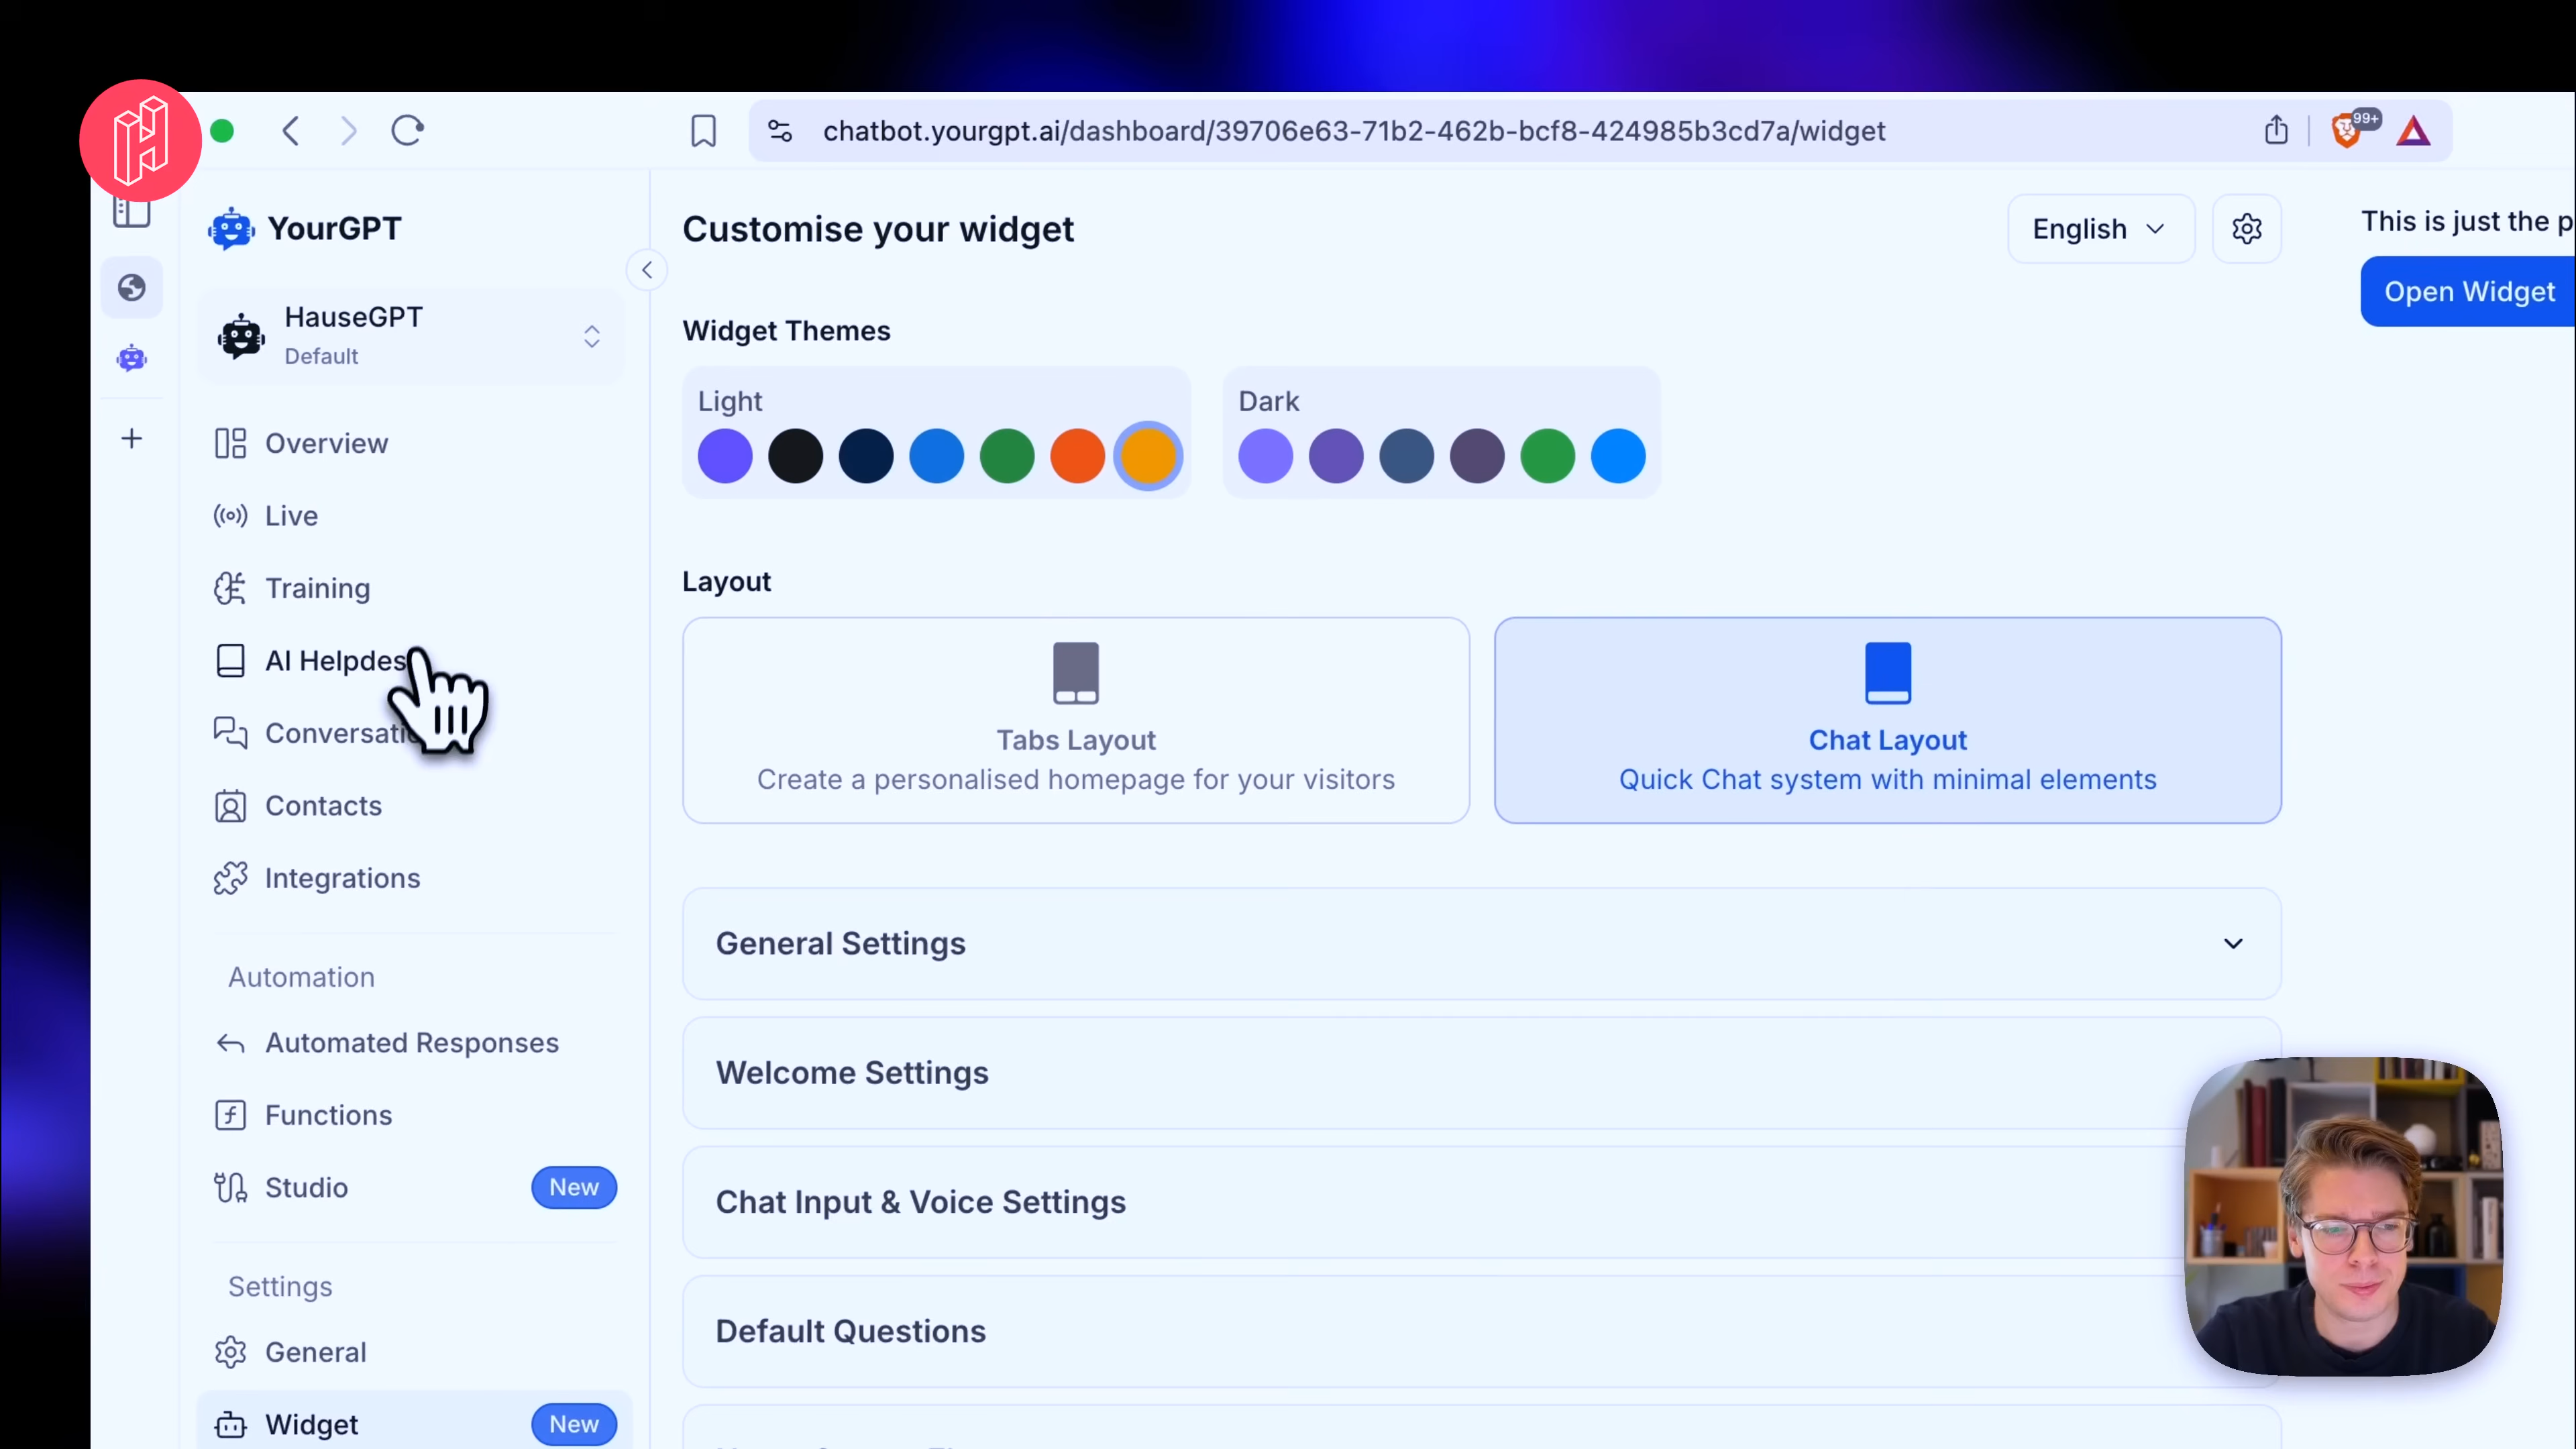 chatbot.yourgpt.ai/dashboard/39706e63-71b2-462b-bcf8-424985b3cd7a/widget
99+
YourGPT
HauseGPT
Default
Overview
Live
Training
AI Helpdes
Conversati
Contacts
Integrations
Automation
Automated Responses
Functions
Studio
New
Settings
General
Widget
New
Customise your widget
English
This is just the p
Open Widget
Widget Themes
Light
Dark
Layout
Tabs Layout
Create a personalised homepage for your visitors
Chat Layout
Quick Chat system with minimal elements
General Settings
Welcome Settings
Chat Input & Voice Settings
Default Questions